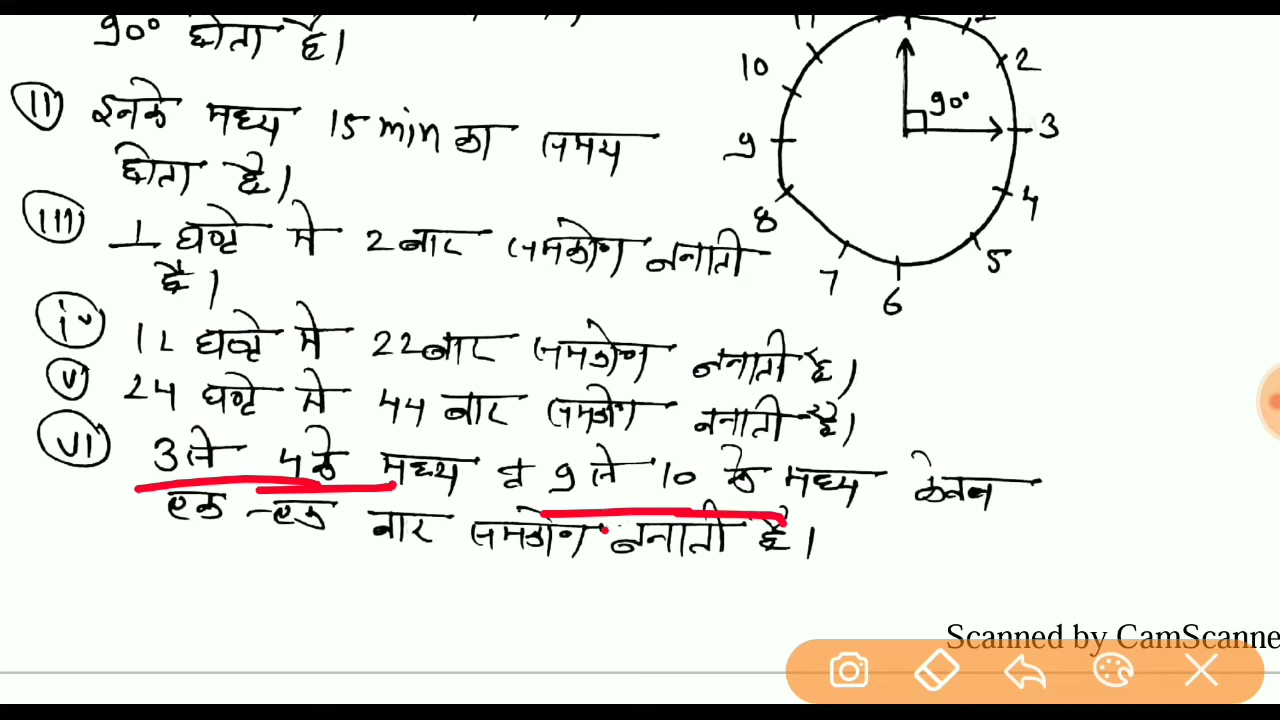 90° होता है।
(ii) इनके मध्य 15 min का समय
होता है।
(iii) 1 घण्टे में 2 बार समकोण बनाती
है।
(iv) 12 घण्टे में 22 बार समकोण बनाती है।
(v) 24 घण्टे में 44 बार समकोण बनाती है।
(vi) 3 से 4 के मध्य व 9 से 10 के मध्य केवल
एक-एक बार समकोण बनाती है।
11
1
10
2
90°
9
3
8
4
7
5
6
Scanned by CamScanne